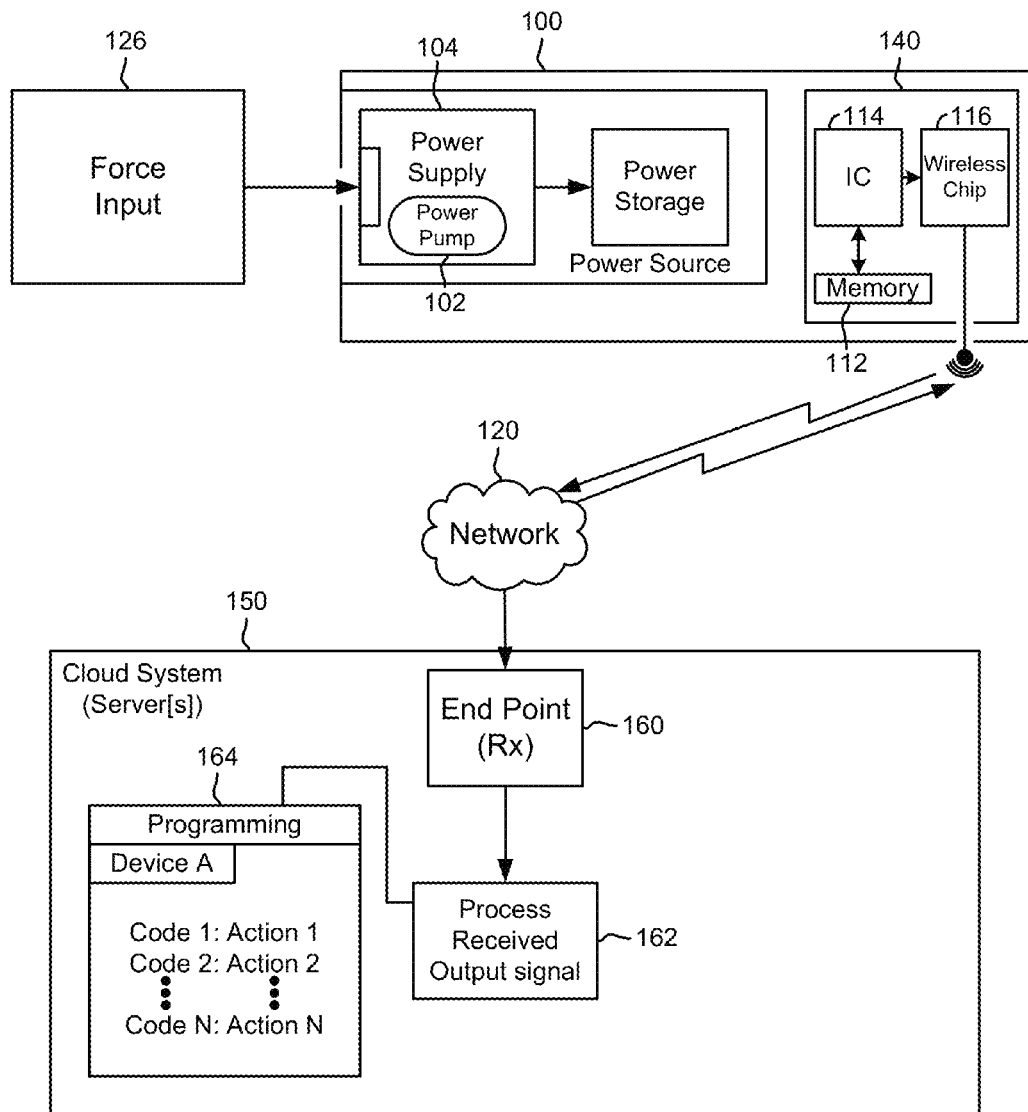 126
100
104
140
114
116
Force
Input
Power
Supply
Power
Pump
Power
Storage
Power Source
102
IC
Wireless
Chip
Memory
112
120
Network
150
Cloud System
(Server[s])
End Point
(Rx)
160
164
Programming
Device A
Code 1: Action 1
Code 2: Action 2
Code N: Action N
Process
Received
Output signal
162